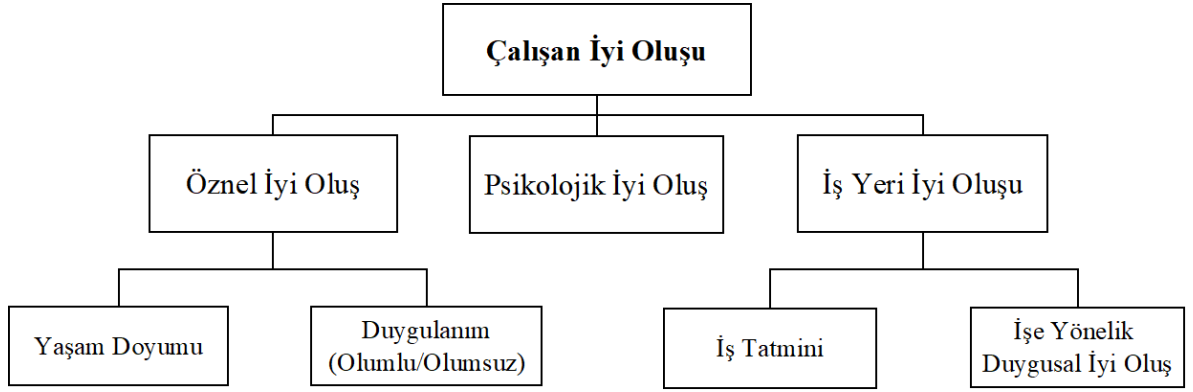 Çalışan İyi Oluşu
Öznel İyi Oluş
Psikolojik İyi Oluş
İş Yeri İyi Oluşu
Yaşam Doyumu
Duygulanım
(Olumlu/Olumsuz)
İş Tatmini
İşe Yönelik
Duygusal İyi Oluş